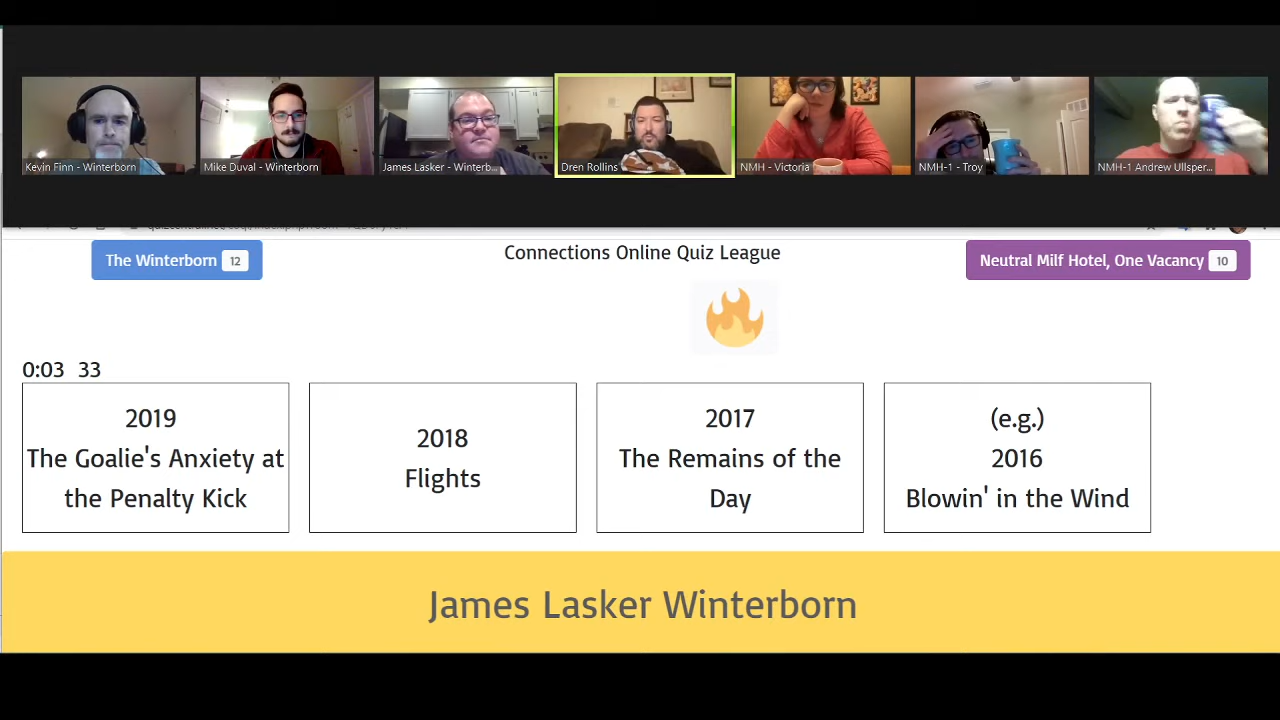 Kevin Finn - Winterborn
Mike Duval - Winterborn
James Lasker - Winterb...
Dren Rollins
NMH - Victoria
NMH-1 - Troy
NMH-1 Andrew Ullsper...
The Winterborn 12
Connections Online Quiz League
Neutral Milf Hotel, One Vacancy 10
0:03 33
2019
The Goalie's Anxiety at
the Penalty Kick
2018
Flights
2017
The Remains of the
Day
(e.g.)
2016
Blowin' in the Wind
James Lasker Winterborn